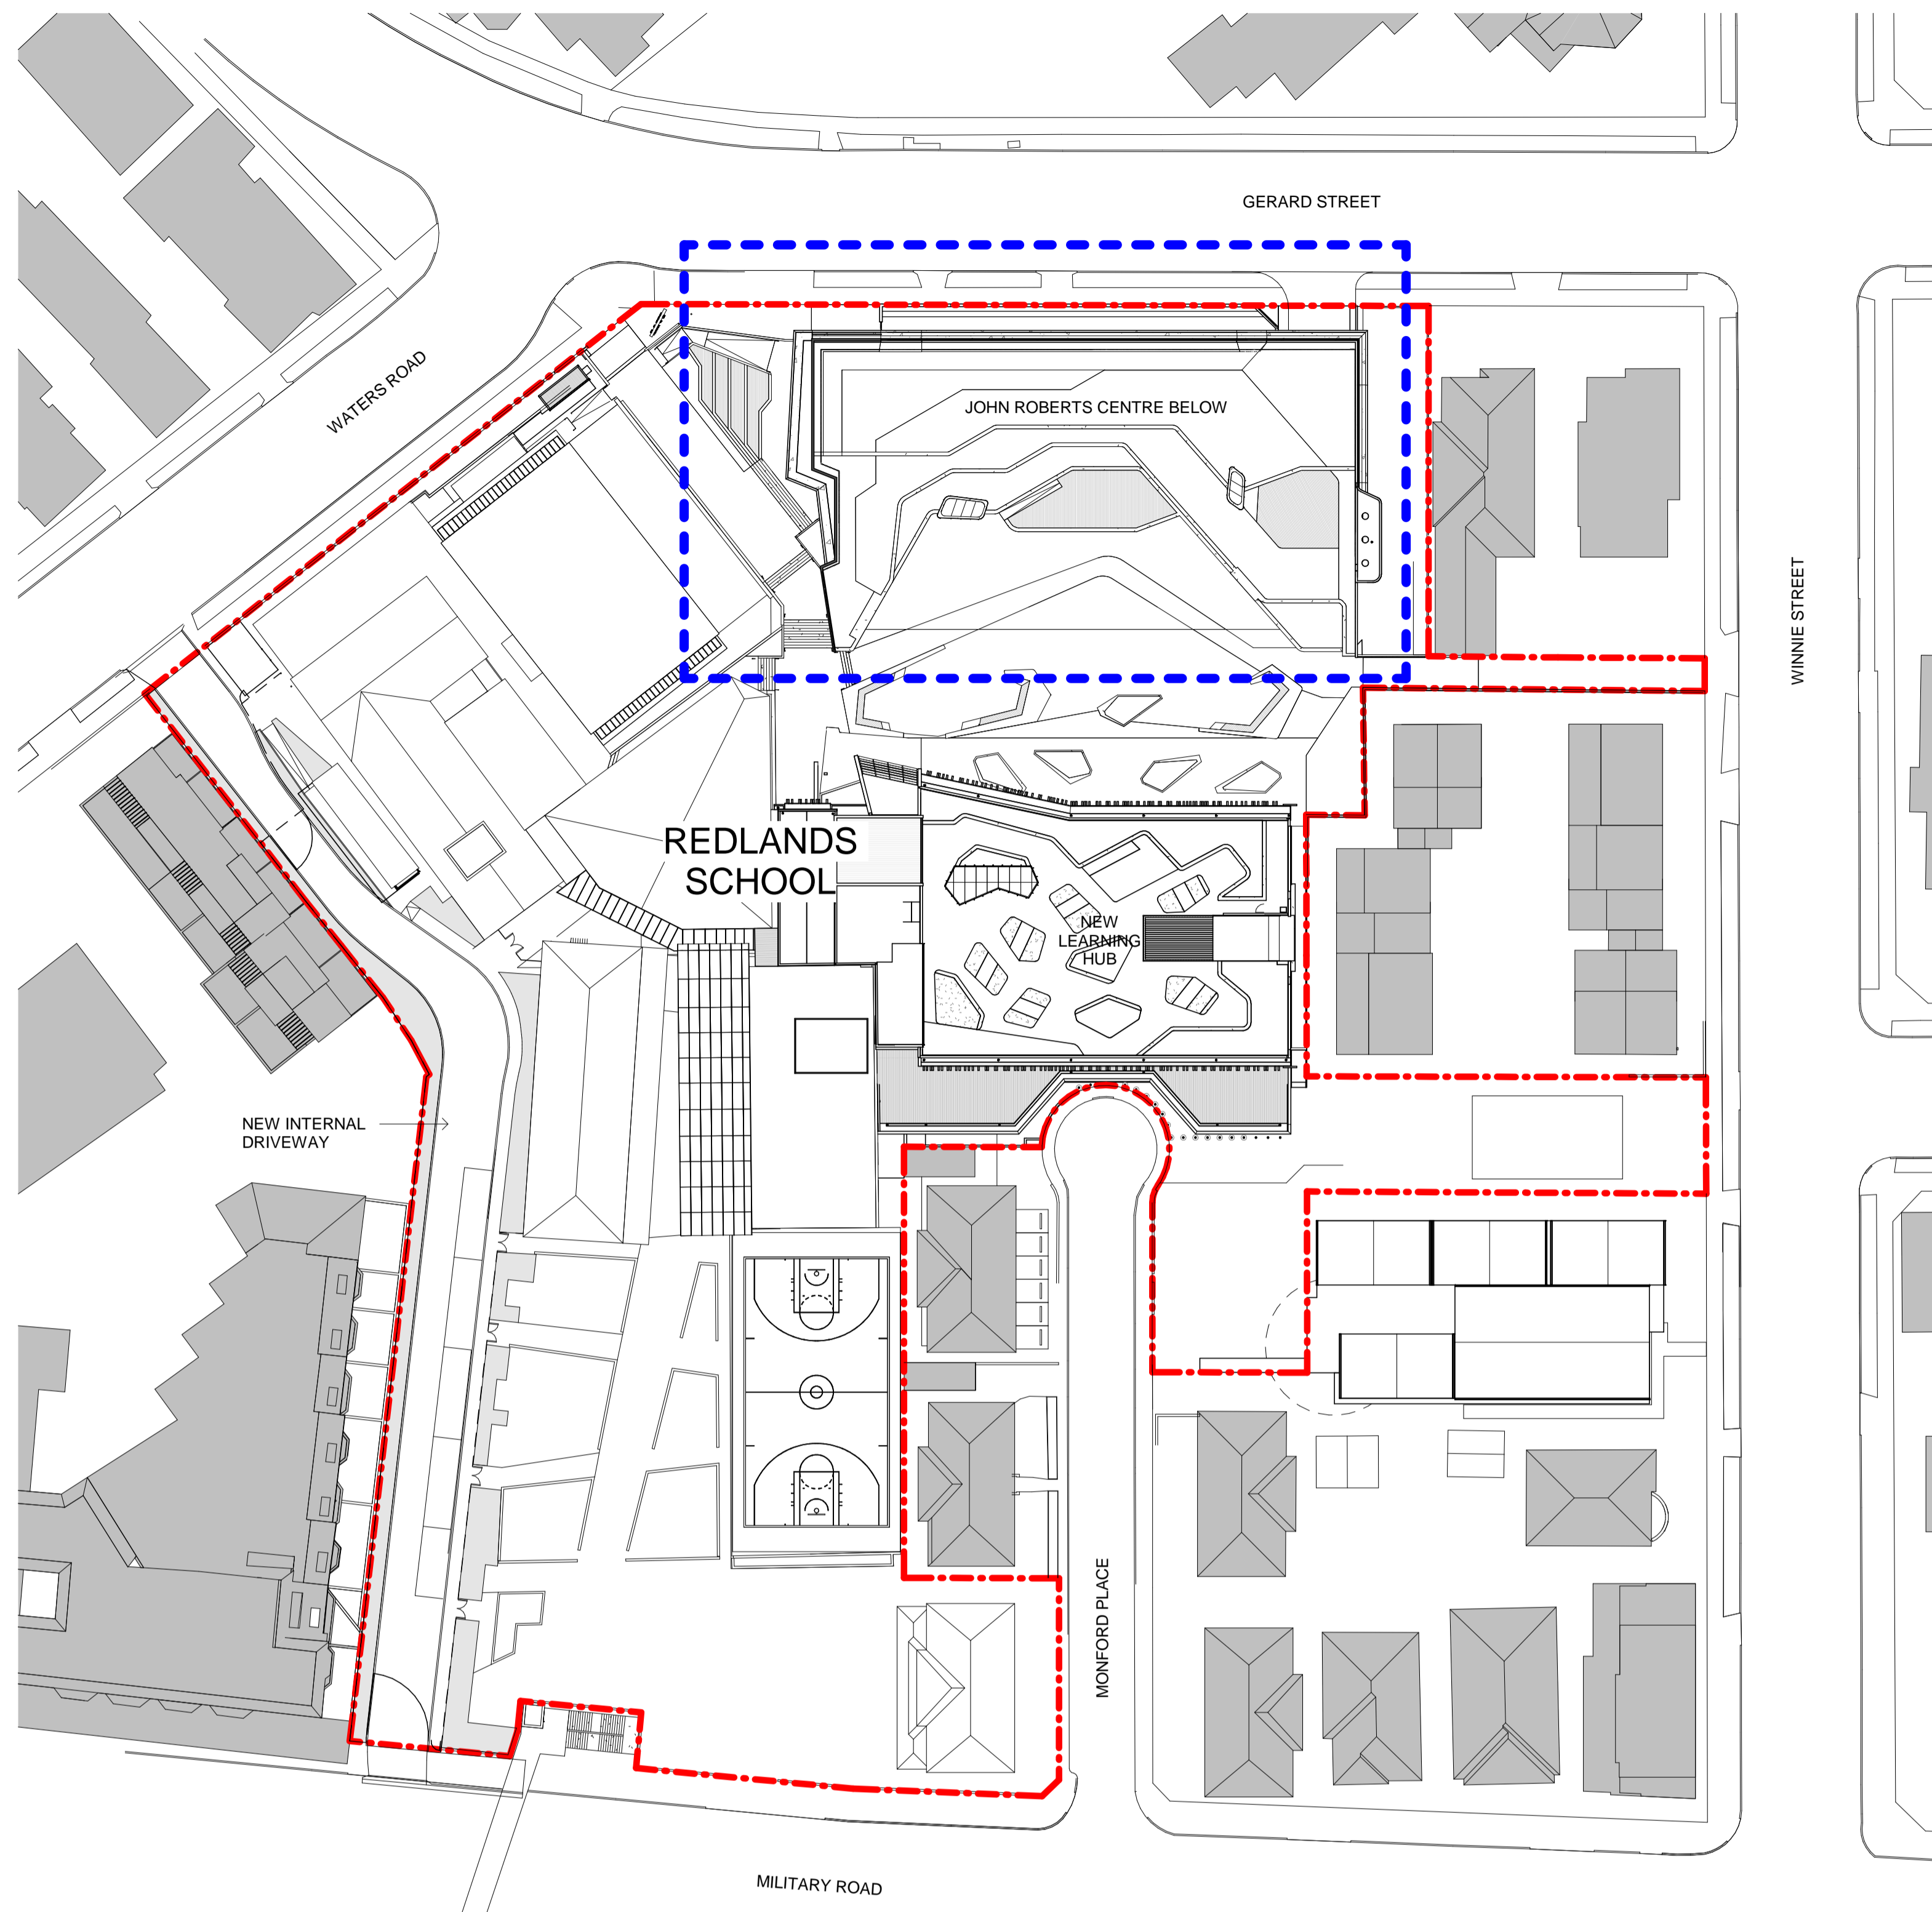 GERARD STREET
WATERS ROAD
JOHN ROBERTS CENTRE BELOW
WINNIE STREET
REDLANDS
SCHOOL
NEW
LEARNING
HUB
NEW INTERNAL
DRIVEWAY
MONFORD PLACE
MILITARY ROAD